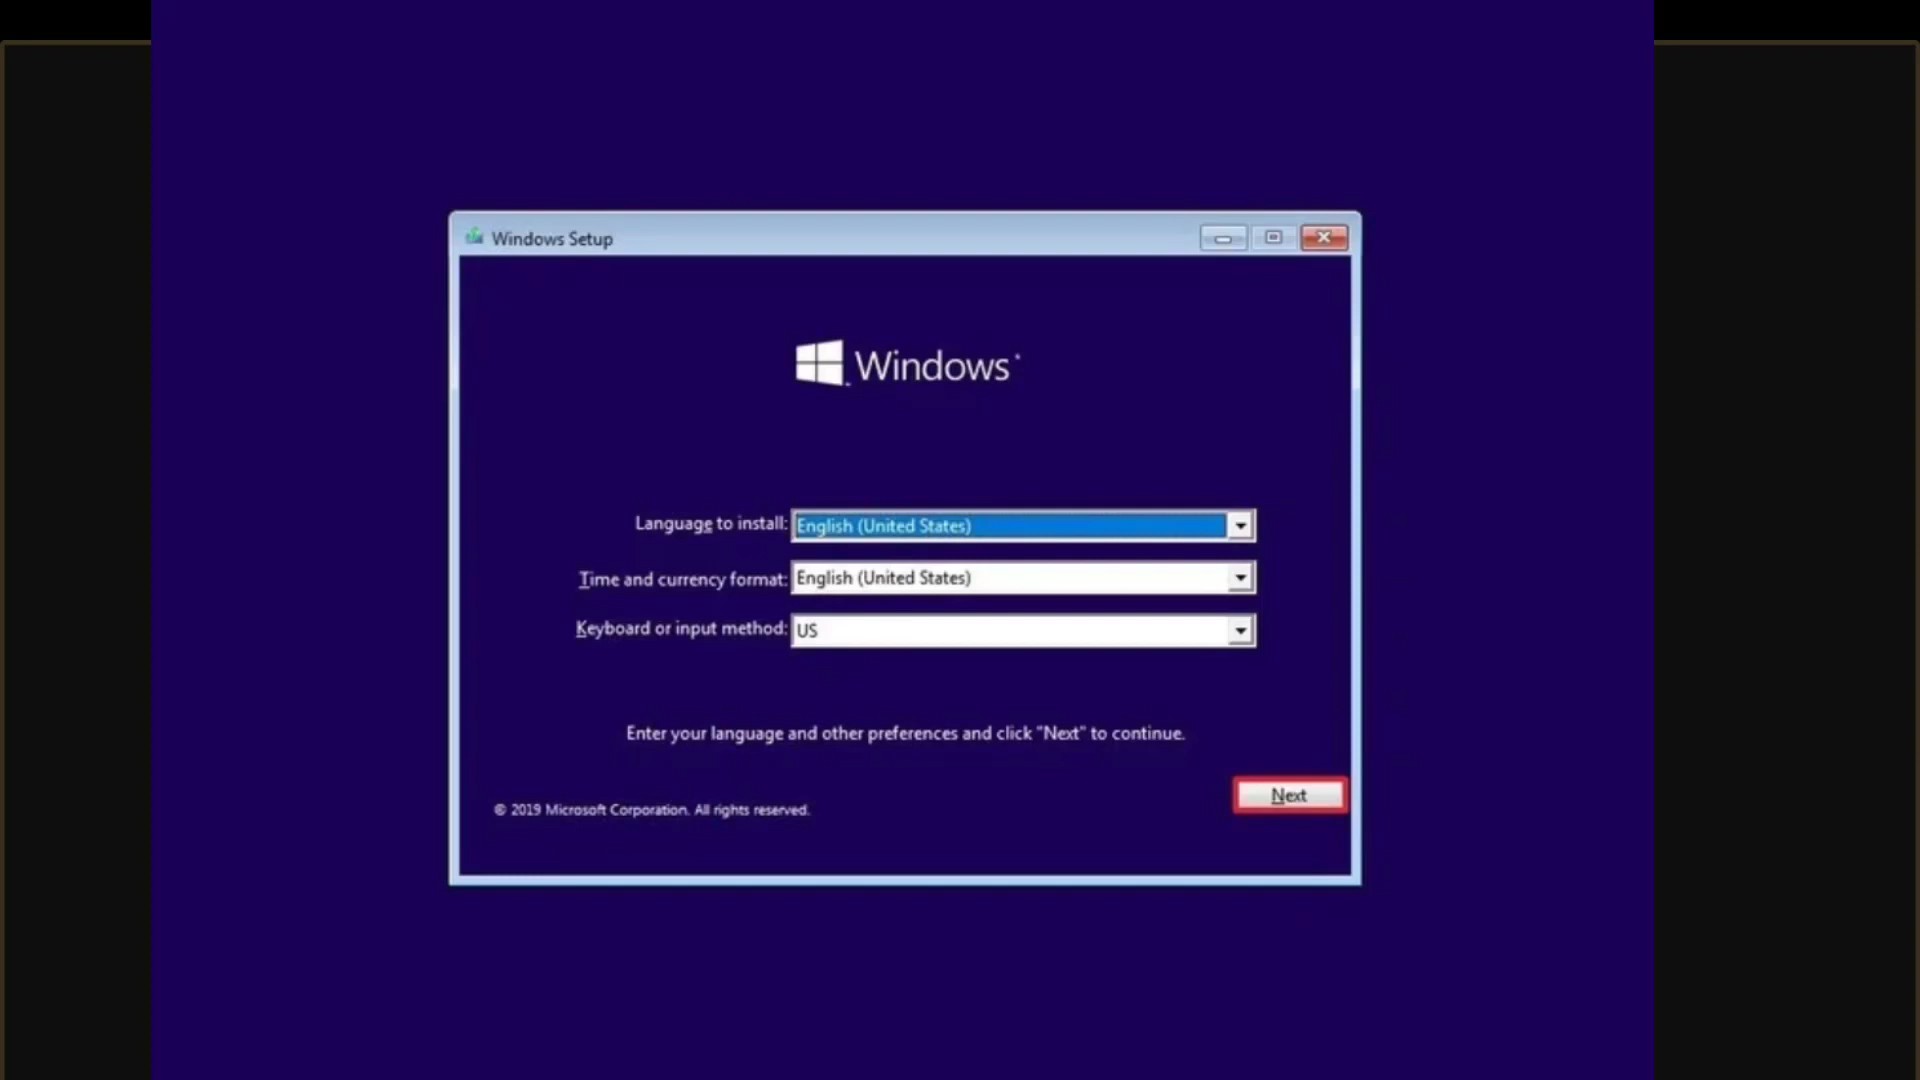 Windows Setup
Windows
Language to install: English (United States)
Time and currency format: English (United States)
Keyboard or input method: US
Enter your language and other preferences and click "Next" to continue.
Next
© 2019 Microsoft Corporation. All rights reserved.